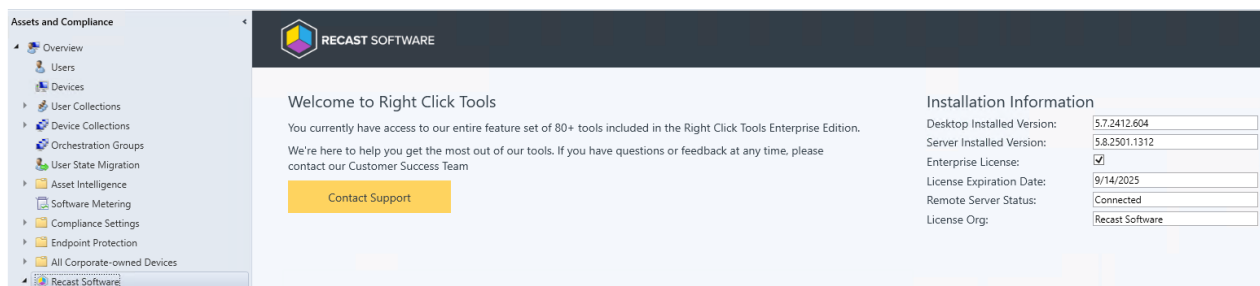 Assets and Compliance
Overview
Users
Devices
User Collections
Device Collections
Orchestration Groups
User State Migration
Asset Intelligence
Software Metering
Compliance Settings
Endpoint Protection
All Corporate-owned Devices
Recast Software
RECAST SOFTWARE
Welcome to Right Click Tools
You currently have access to our entire feature set of 80+ tools included in the Right Click Tools Enterprise Edition.
We're here to help you get the most out of our tools. If you have questions or feedback at any time, please
contact our Customer Success Team
Contact Support
Installation Information
Desktop Installed Version: 5.7.2412.604
Server Installed Version: 5.8.2501.1312
Enterprise License:
License Expiration Date: 9/14/2025
Remote Server Status: Connected
License Org: Recast Software